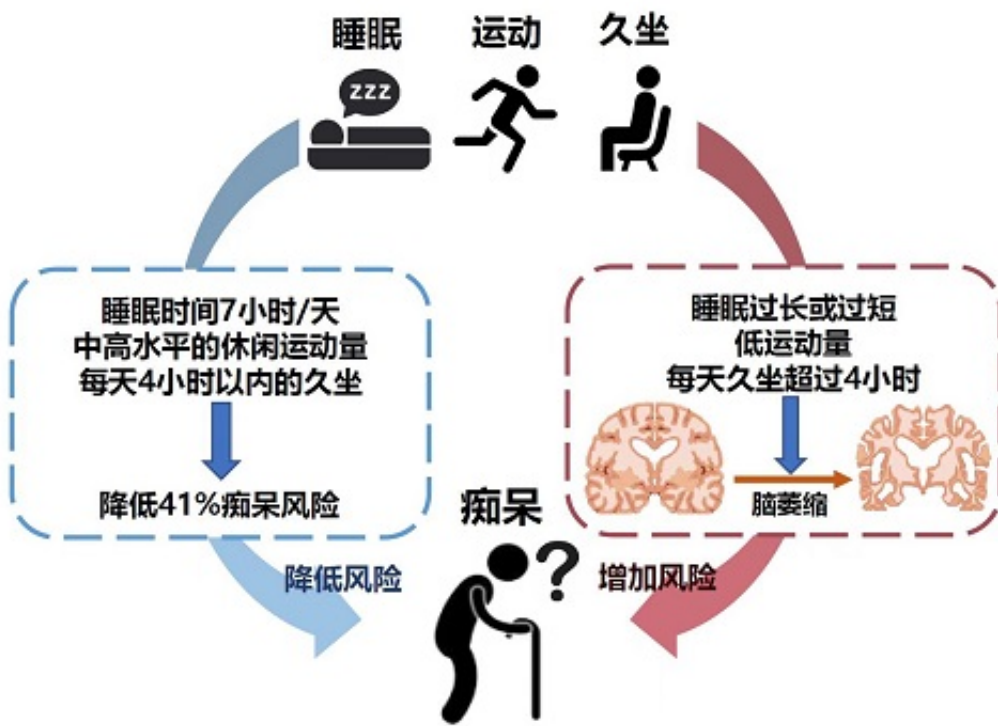 睡眠
运动
久坐
zzz
睡眠时间7小时/天
中高水平的休闲运动量
每天4小时以内的久坐
降低41%痴呆风险
睡眠过长或过短
低运动量
每天久坐超过4小时
脑萎缩
痴呆
降低风险
?
增加风险